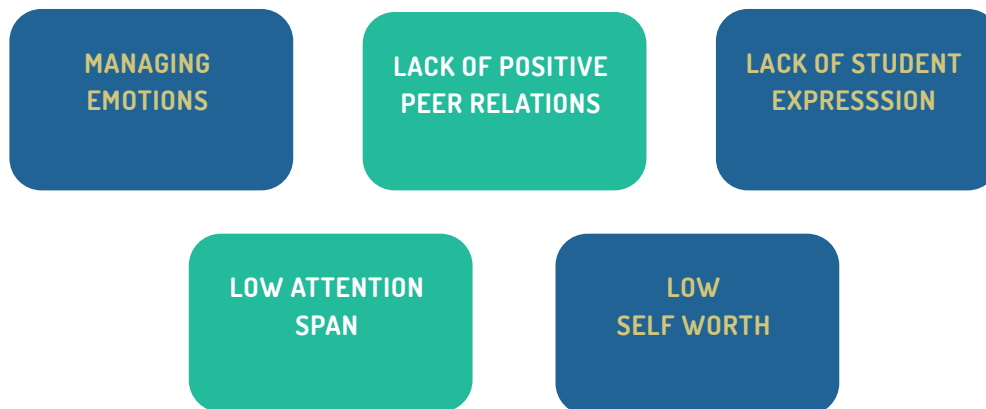 MANAGING
EMOTIONS
LACK OF POSITIVE
PEER RELATIONS
LACK OF STUDENT
EXPRESSSION
LOW ATTENTION
SPAN
LOW
SELF WORTH